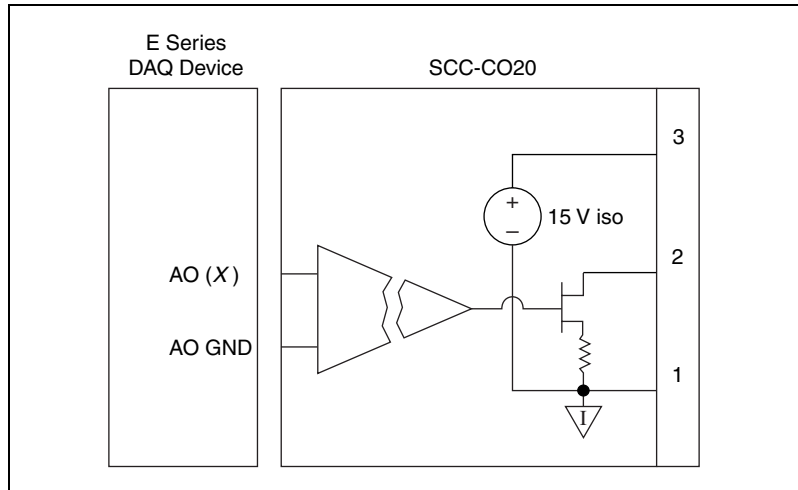 E Series
DAQ Device
SCC-CO20
3
+
15 V iso
–
2
AO (X)
AO GND
1
I